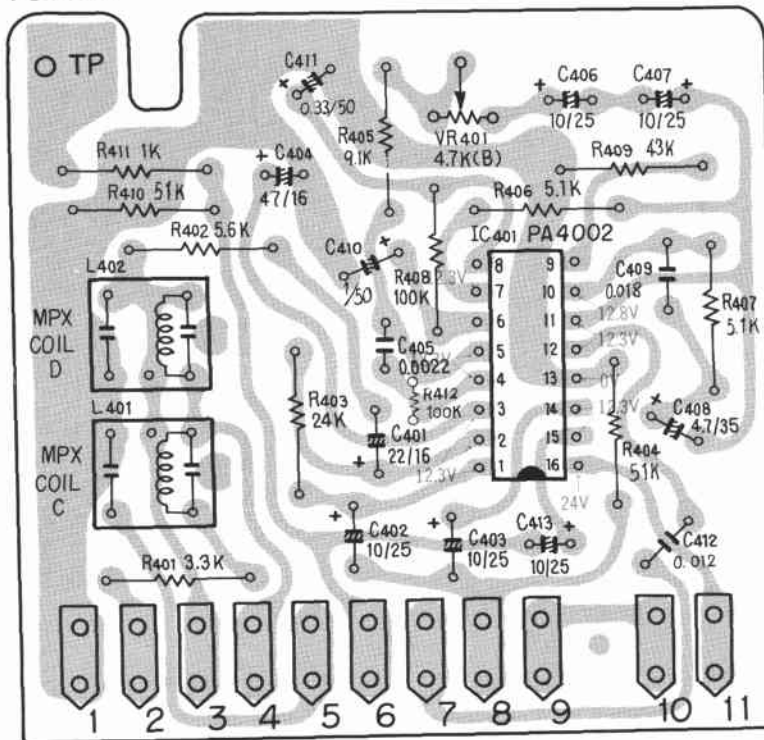 TP
C411
0.33/50
R405
9.1K
VR401
4.7K(B)
C406
10/25
C407
10/25
R411 1K
R410 51K
C404
47/16
R409 43K
R406 5.1K
R402 5.6K
IC401 PA4002
C410
1/50
R408
100K
C409
0.018
R407
5.1K
L402
MPX
COIL
D
8
7
6
5
4
3
2
1
9
10
11
12
13
14
15
16
12.8V
12.3V
0V
12.3V
C405
0.0022
R412
100K
R403
24K
C401
22/16
12.3V
24V
C408
4.7/35
R404
51K
L401
MPX
COIL
C
C402
10/25
C403
10/25
C413
10/25
C412
0.012
R401 3.3K
1 2 3 4 5 6 7 8 9 10 11